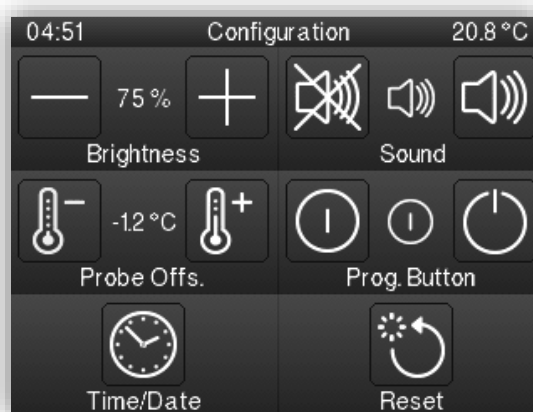 04:51 Configuration 20.8 °C
75 %
Brightness Sound
-1.2 °C
Probe Offs. Prog. Button
Time/Date Reset